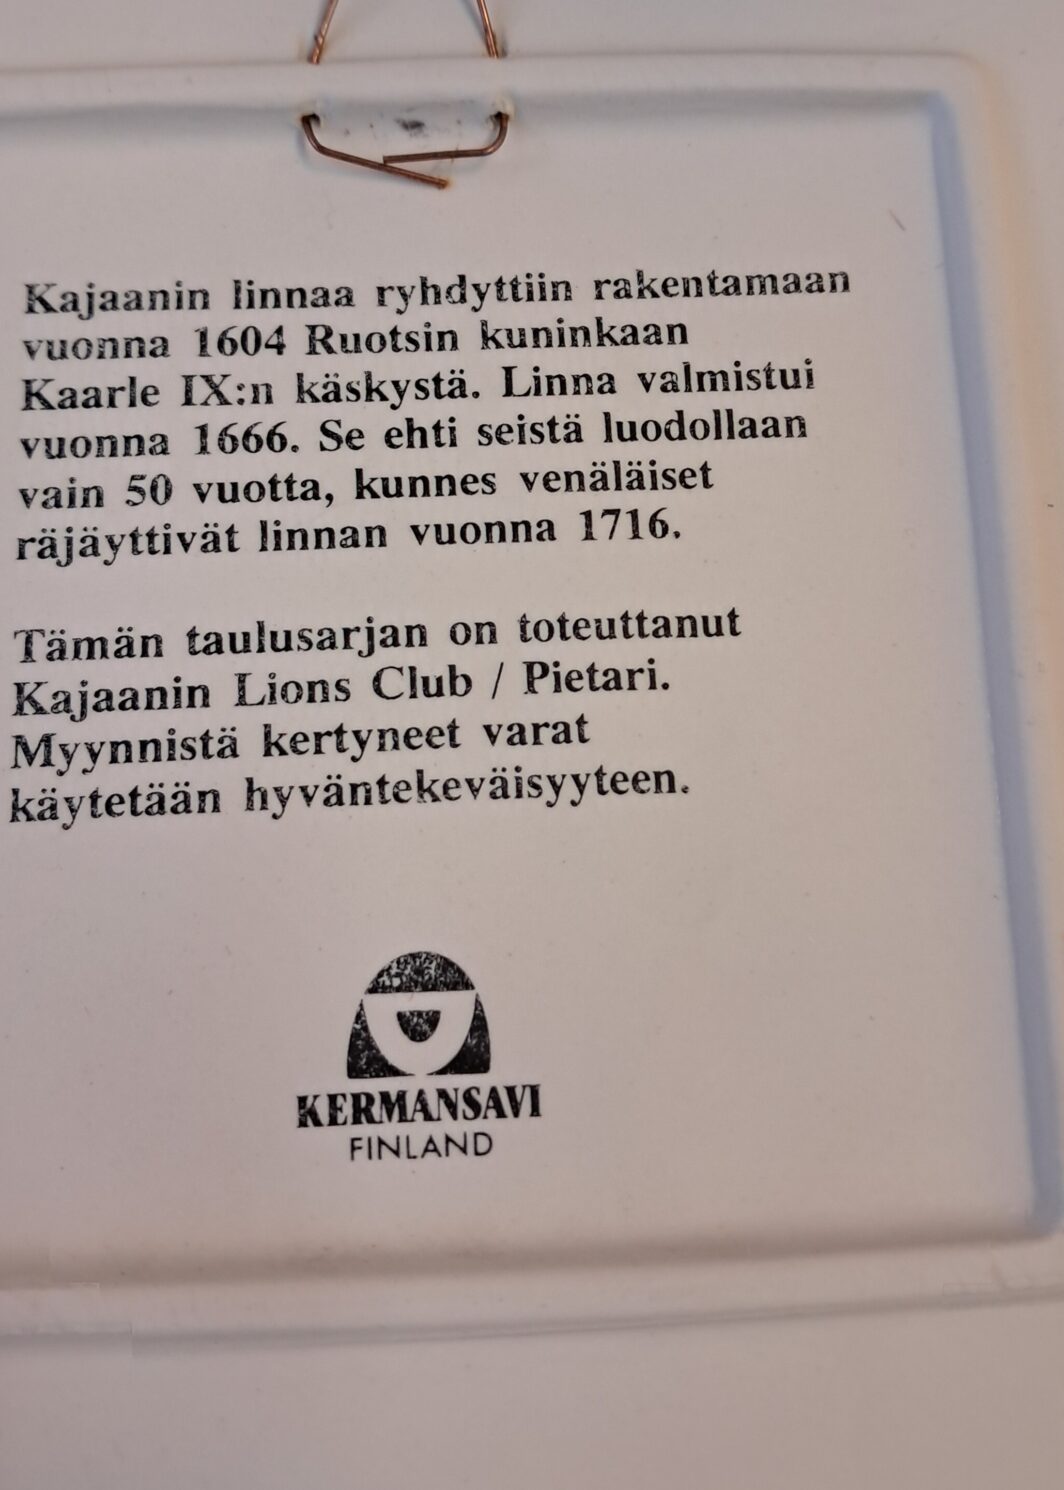 Kajaanin linnaa ryhdyttiin rakentamaan
vuonna 1604 Ruotsin kuninkaan
Kaarle IX:n käskystä. Linna valmistui
vuonna 1666. Se ehti seistä luodollaan
vain 50 vuotta, kunnes venäläiset
räjäyttivät linnan vuonna 1716.
Tämän taulusarjan on toteuttanut
Kajaanin Lions Club / Pietari.
Myynnistä kertyneet varat
käytetään hyväntekeväisyyteen.
KERMANSAVI
FINLAND